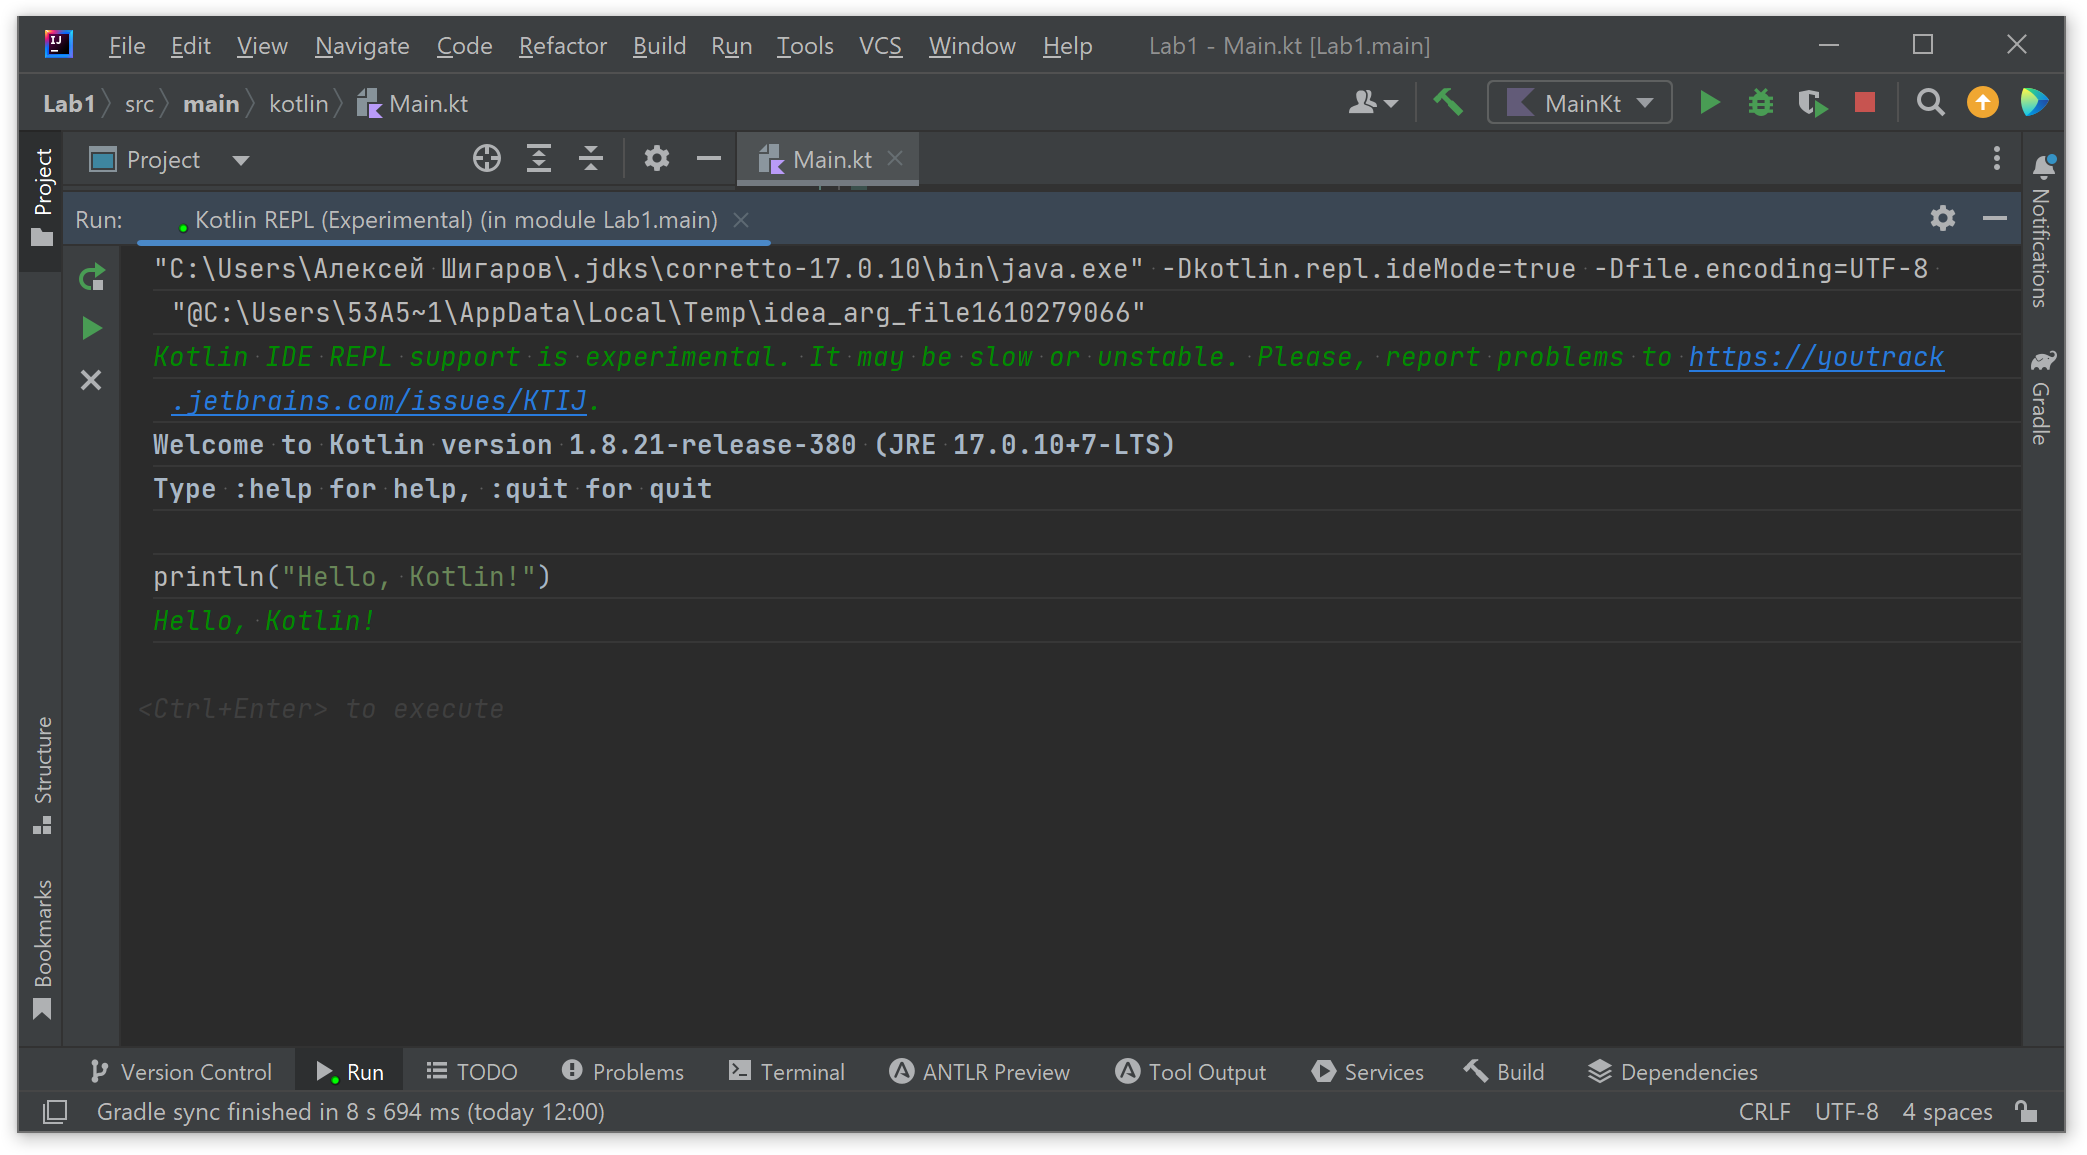 File Edit View Navigate Code Refactor Build Run Tools VCS Window Help Lab1 - Main.kt [Lab1.main]
Lab1 src main kotlin Main.kt MainKt
Project Main.kt
Run: Kotlin REPL (Experimental) (in module Lab1.main)
"C:\Users\Алексей Шигаров\.jdks\corretto-17.0.10\bin\java.exe" -Dkotlin.repl.ideMode=true -Dfile.encoding=UTF-8
"@C:\Users\53A5~1\AppData\Local\Temp\idea_arg_file1610279066"
Kotlin IDE REPL support is experimental. It may be slow or unstable. Please, report problems to https://youtrack
.jetbrains.com/issues/KTIJ.
Welcome to Kotlin version 1.8.21-release-380 (JRE 17.0.10+7-LTS)
Type :help for help, :quit for quit
println("Hello, Kotlin!")
Hello, Kotlin!
<Ctrl+Enter> to execute
Project
Structure
Bookmarks
Notifications
Gradle
Version Control Run TODO Problems Terminal ANTLR Preview Tool Output Services Build Dependencies
Gradle sync finished in 8 s 694 ms (today 12:00) CRLF UTF-8 4 spaces